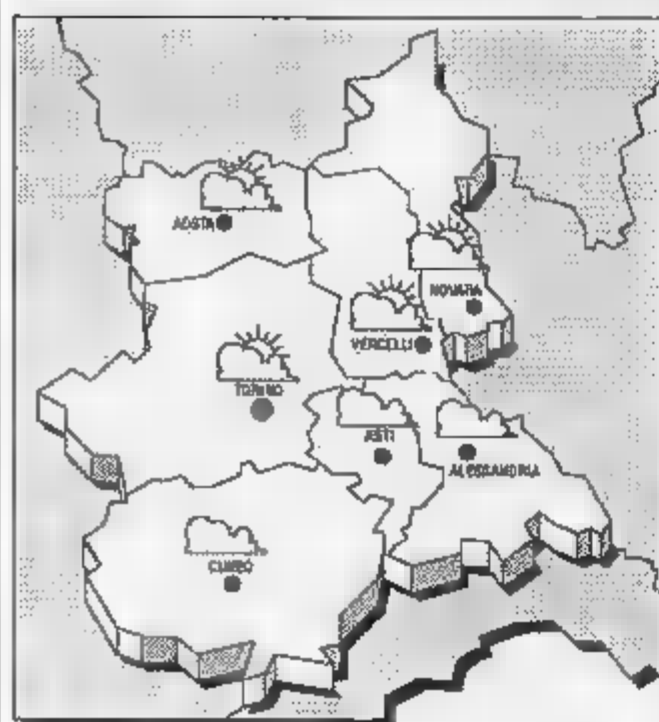 AOSTA
NOVARA
VERCELLI
TORINO
ASTI
ALESSANDRIA
CUNEO